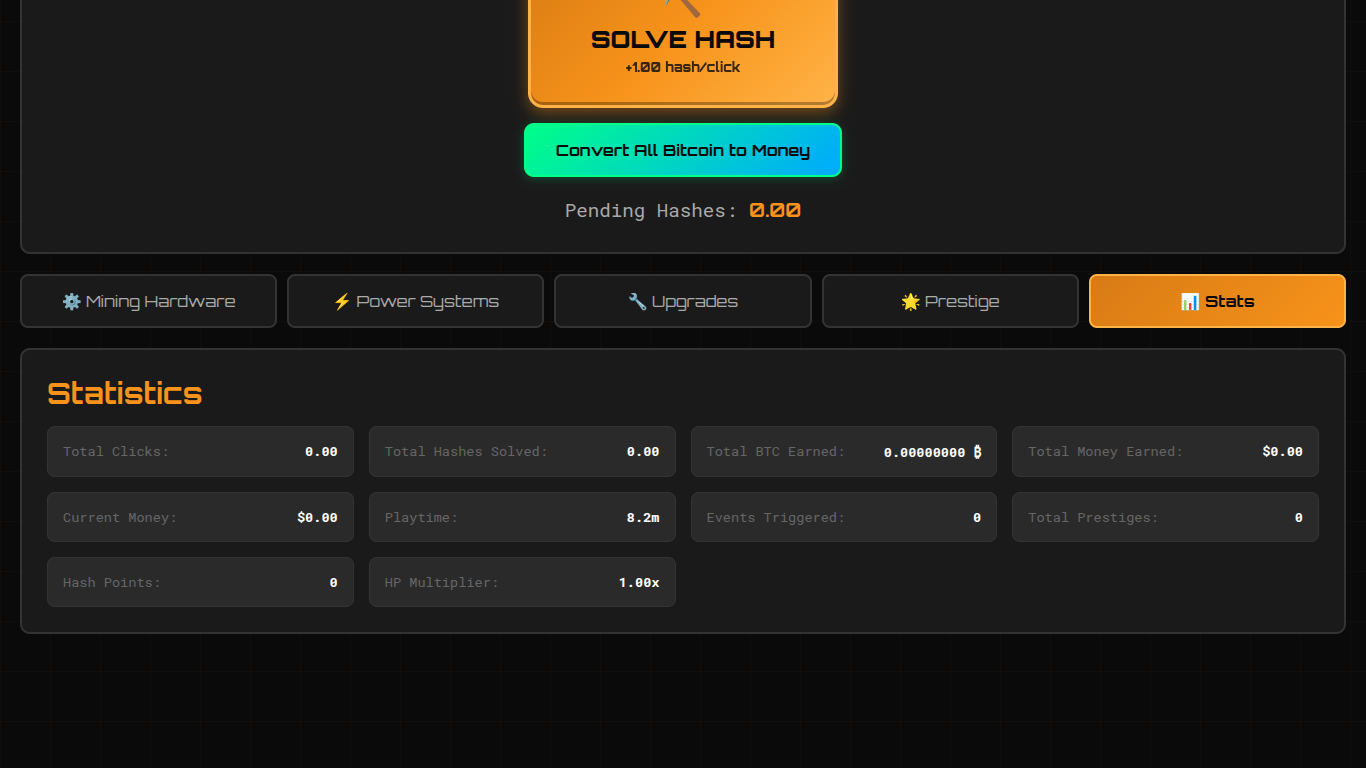 SOLVE HASH
+1.00 hash/click
Convert All Bitcoin to Money
Pending Hashes: 0.00
Mining Hardware
Power Systems
Upgrades
Prestige
Stats
Statistics
Total Clicks: 0.00
Total Hashes Solved: 0.00
Total BTC Earned: 0.00000000 ₿
Total Money Earned: $0.00
Current Money: $0.00
Playtime: 8.2m
Events Triggered: 0
Total Prestiges: 0
Hash Points: 0
HP Multiplier: 1.00x